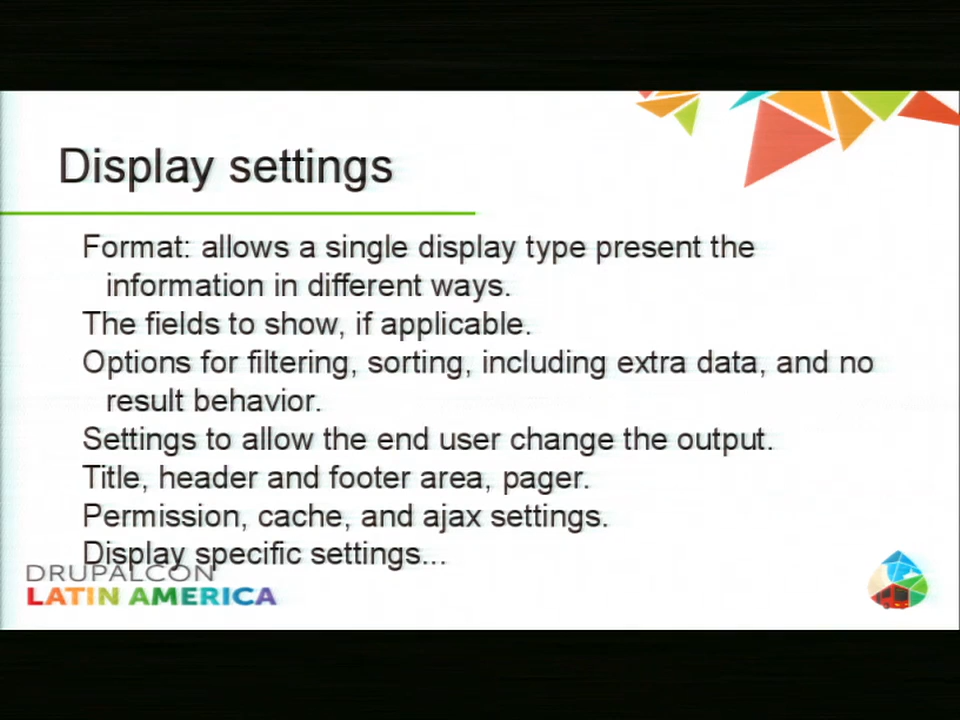 Display settings
Format: allows a single display type present the
information in different ways.
The fields to show, if applicable.
Options for filtering, sorting, including extra data, and no
result behavior.
Settings to allow the end user change the output.
Title, header and footer area, pager.
Permission, cache, and ajax settings.
Display specific settings...
DRUPALCON
LATIN AMERICA